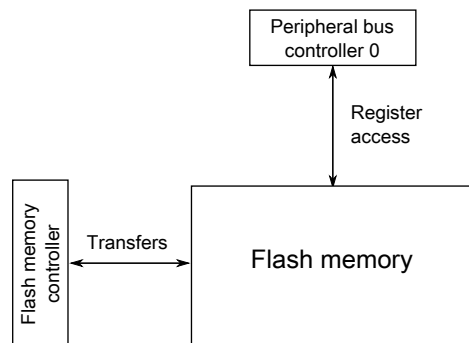 Peripheral bus
controller 0
Register
access
Flash memory
controller
Transfers
Flash memory